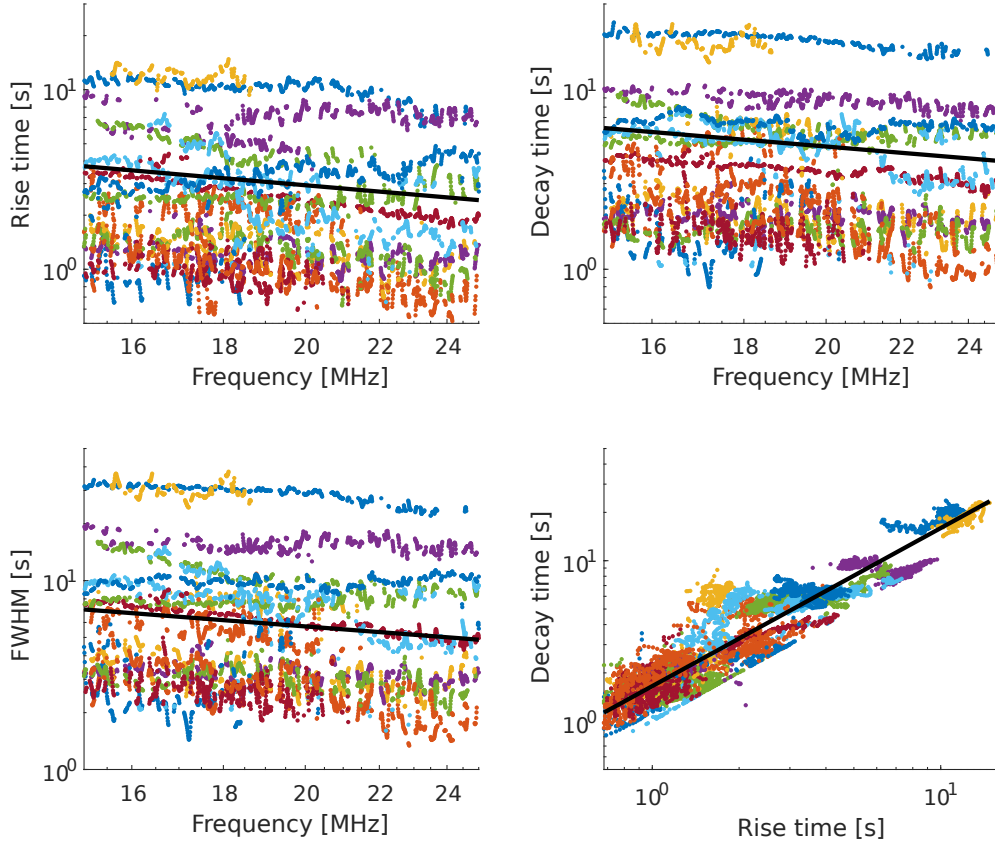 Rise time [s]
10^1
10^0
16 18 20 22 24
Frequency [MHz]
Decay time [s]
10^1
10^0
16 18 20 22 24
Frequency [MHz]
FWHM [s]
10^1
10^0
16 18 20 22 24
Frequency [MHz]
Decay time [s]
10^1
10^0
10^0 10^1
Rise time [s]